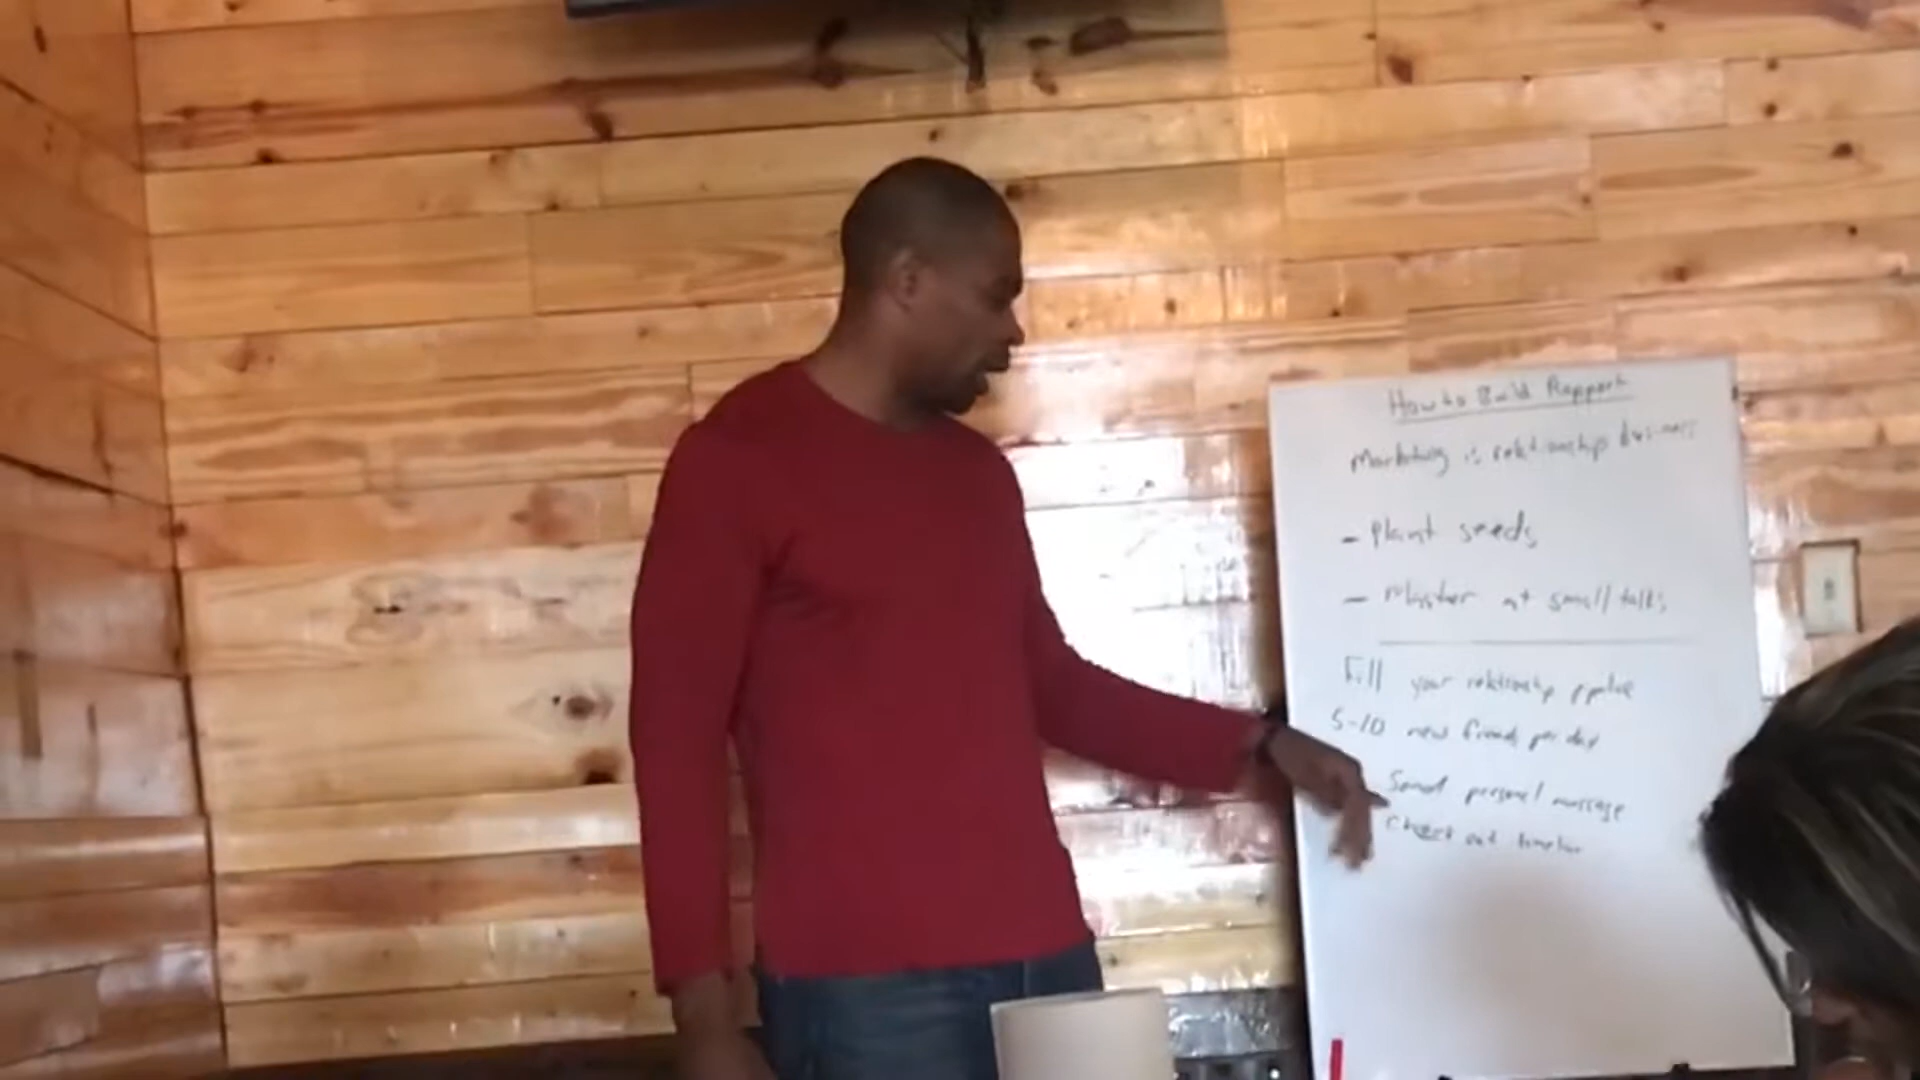 How to Build Rapport
Marketing is relationship business
- Plant seeds
- Master at small talk
Fill your relationship pipeline
5-10 new friends per day
Send personal message
Check out timeline